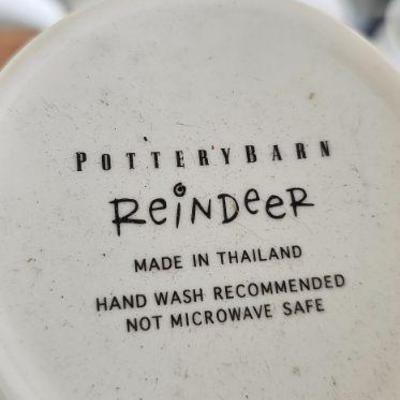 POTTERYBARN
ReiNDeeR
MADE IN THAILAND
HAND WASH RECOMMENDED
NOT MICROWAVE SAFE